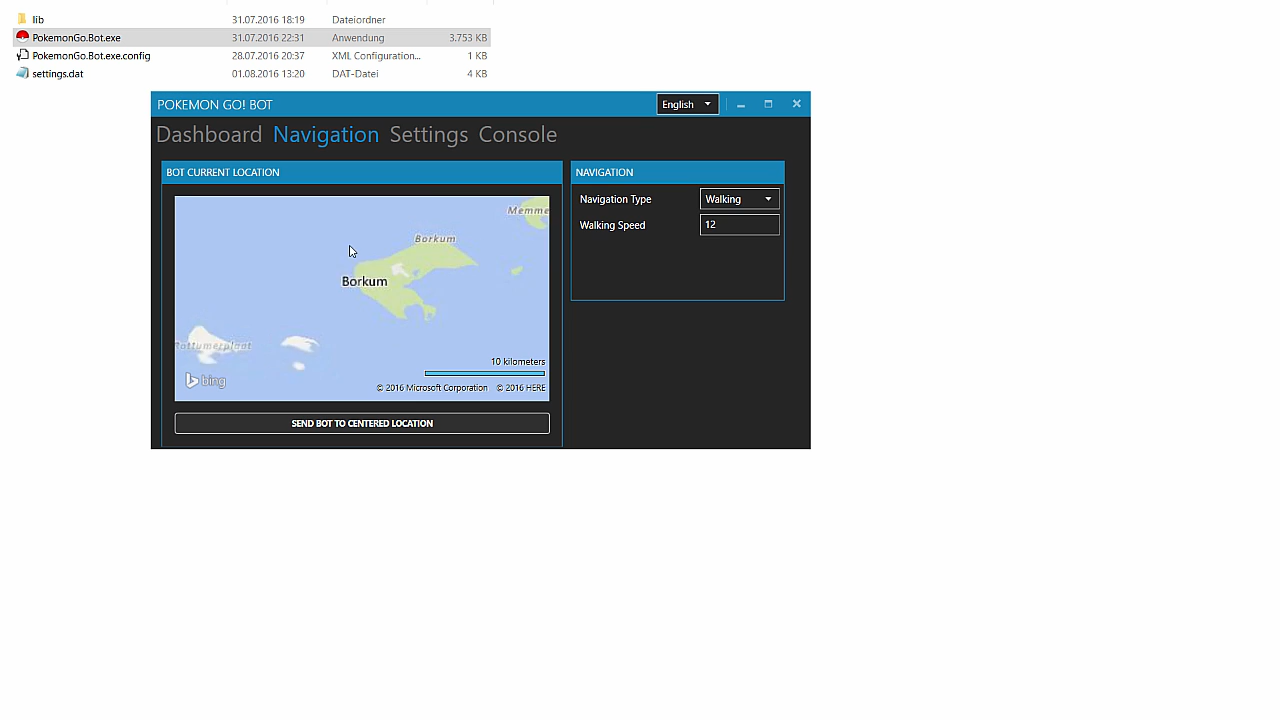 lib 31.07.2016 18:19 Dateiordner
PokemonGo.Bot.exe 31.07.2016 22:31 Anwendung 3.753 KB
PokemonGo.Bot.exe.config 28.07.2016 20:37 XML Configuration... 1 KB
settings.dat 01.08.2016 13:20 DAT-Datei 4 KB
POKEMON GO! BOT English
Dashboard Navigation Settings Console
BOT CURRENT LOCATION
Memme
Borkum
Borkum
Rottumerplaat
10 kilometers
bing
© 2016 Microsoft Corporation © 2016 HERE
SEND BOT TO CENTERED LOCATION
NAVIGATION
Navigation Type Walking
Walking Speed 12